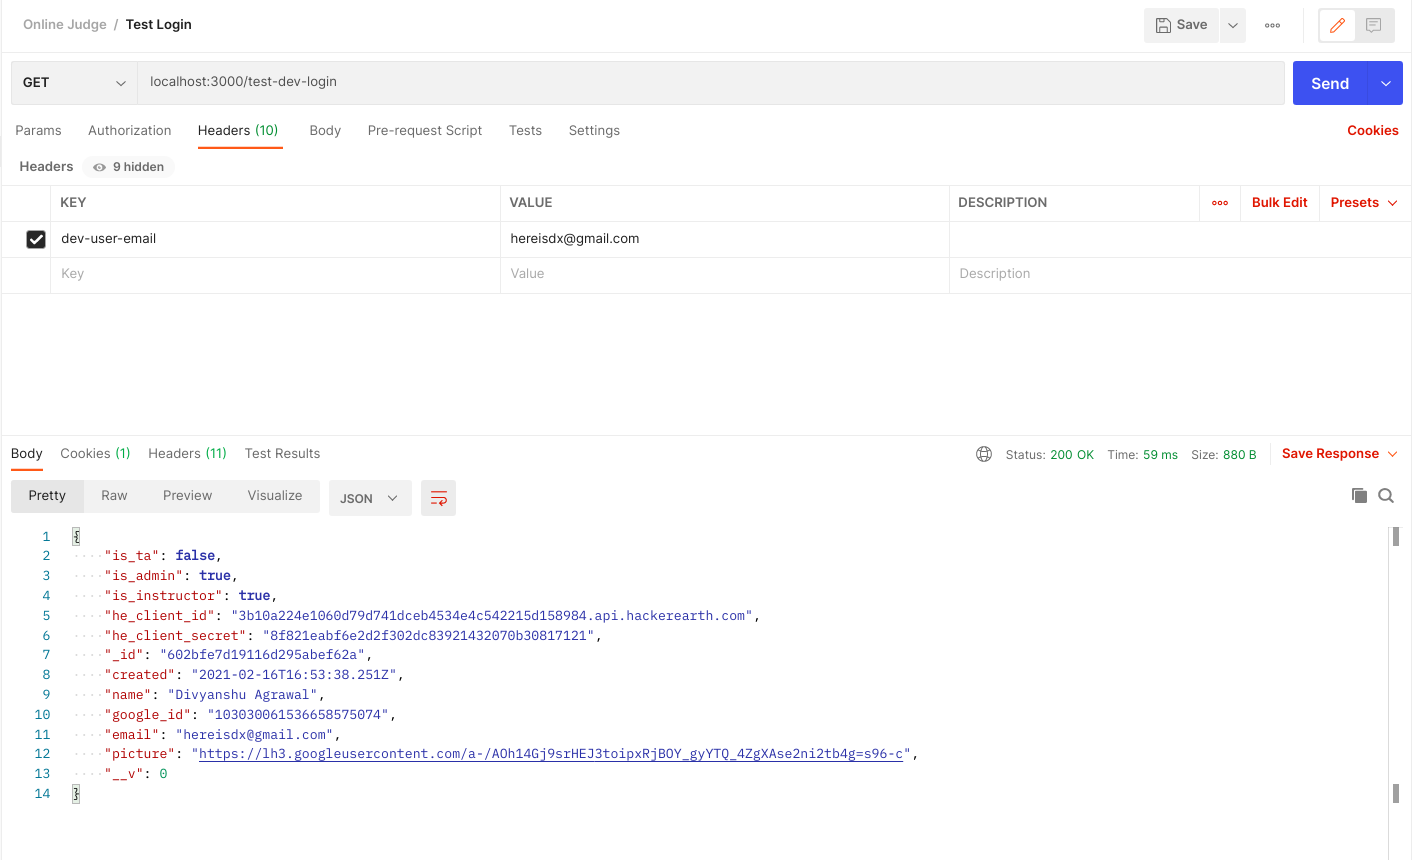 Online Judge / Test Login
Save
GET
localhost:3000/test-dev-login
Send
Params Authorization Headers (10) Body Pre-request Script Tests Settings Cookies
Headers 9 hidden
KEY VALUE DESCRIPTION Bulk Edit Presets
dev-user-email hereisdx@gmail.com
Key Value Description
Body Cookies (1) Headers (11) Test Results Status: 200 OK Time: 59 ms Size: 880 B Save Response
Pretty Raw Preview Visualize JSON
1 {
2 "is_ta": false,
3 "is_admin": true,
4 "is_instructor": true,
5 "he_client_id": "3b10a224e1060d79d741dceb4534e4c542215d158984.api.hackerearth.com",
6 "he_client_secret": "8f821eabf6e2d2f302dc83921432070b30817121",
7 "_id": "602bfe7d19116d295abef62a",
8 "created": "2021-02-16T16:53:38.251Z",
9 "name": "Divyanshu Agrawal",
10 "google_id": "103030061536658575074",
11 "email": "hereisdx@gmail.com",
12 "picture": "https://lh3.googleusercontent.com/a-/AOh14Gj9srHEJ3toipxRjBOY_gyYTQ_4ZgXAse2ni2tb4g=s96-c",
13 "__v": 0
14 }